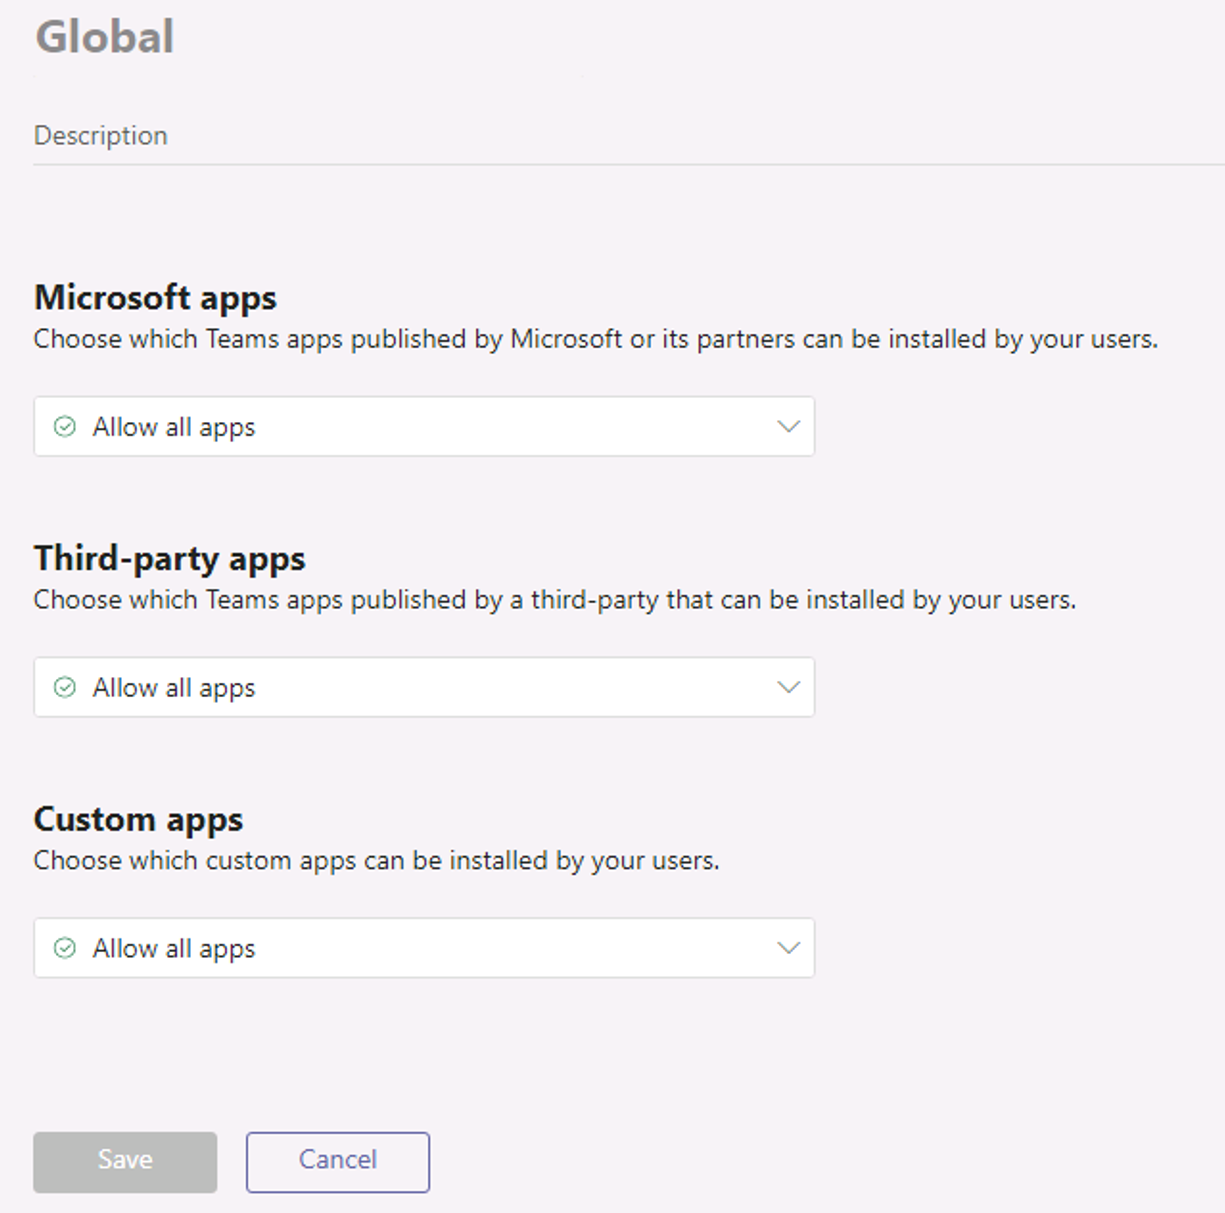 Global
Description
Microsoft apps
Choose which Teams apps published by Microsoft or its partners can be installed by your users.
Allow all apps
Third-party apps
Choose which Teams apps published by a third-party that can be installed by your users.
Allow all apps
Custom apps
Choose which custom apps can be installed by your users.
Allow all apps
Save Cancel